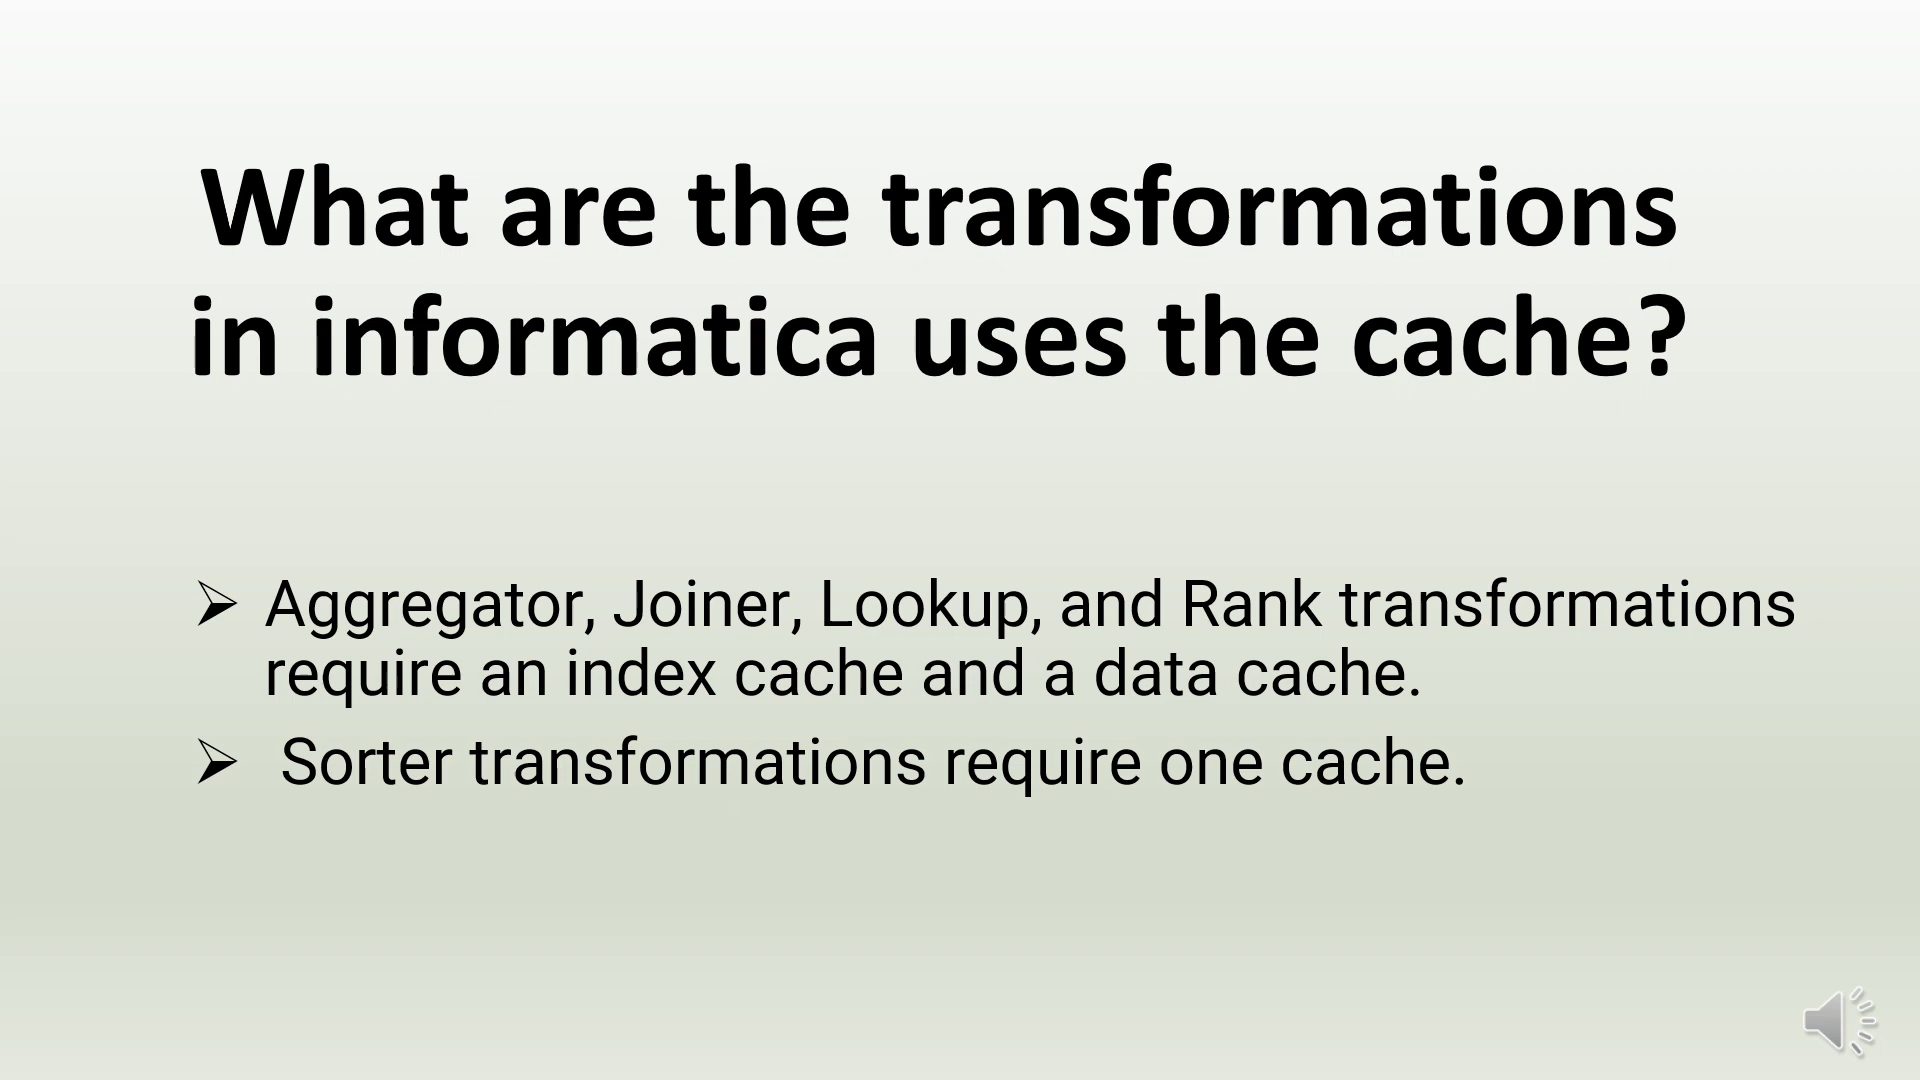 What are the transformations
in informatica uses the cache?
➢ Aggregator, Joiner, Lookup, and Rank transformations
require an index cache and a data cache.
➢ Sorter transformations require one cache.